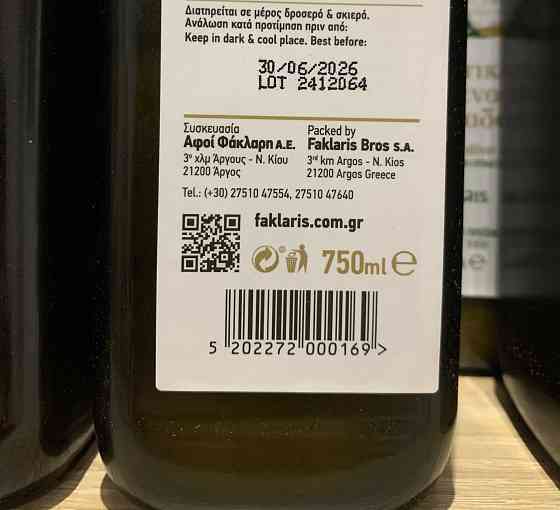 Διατηρείται σε μέρος δροσερό & σκιερό.
Ανάλωση κατά προτίμηση πριν από:
Keep in dark & cool place. Best before:
30/06/2026
LOT 2412064
Συσκευασία
Αφοί Φάκλαρη Α.Ε.
3º χλμ Άργους - Ν. Κίου
21200 Άργος
Packed by
Faklaris Bros S.A.
3rd km Argos - N. Kios
21200 Argos Greece
Tel.: (+30) 27510 47554, 27510 47640
faklaris.com.gr
750ml e
5 202272 000169 >